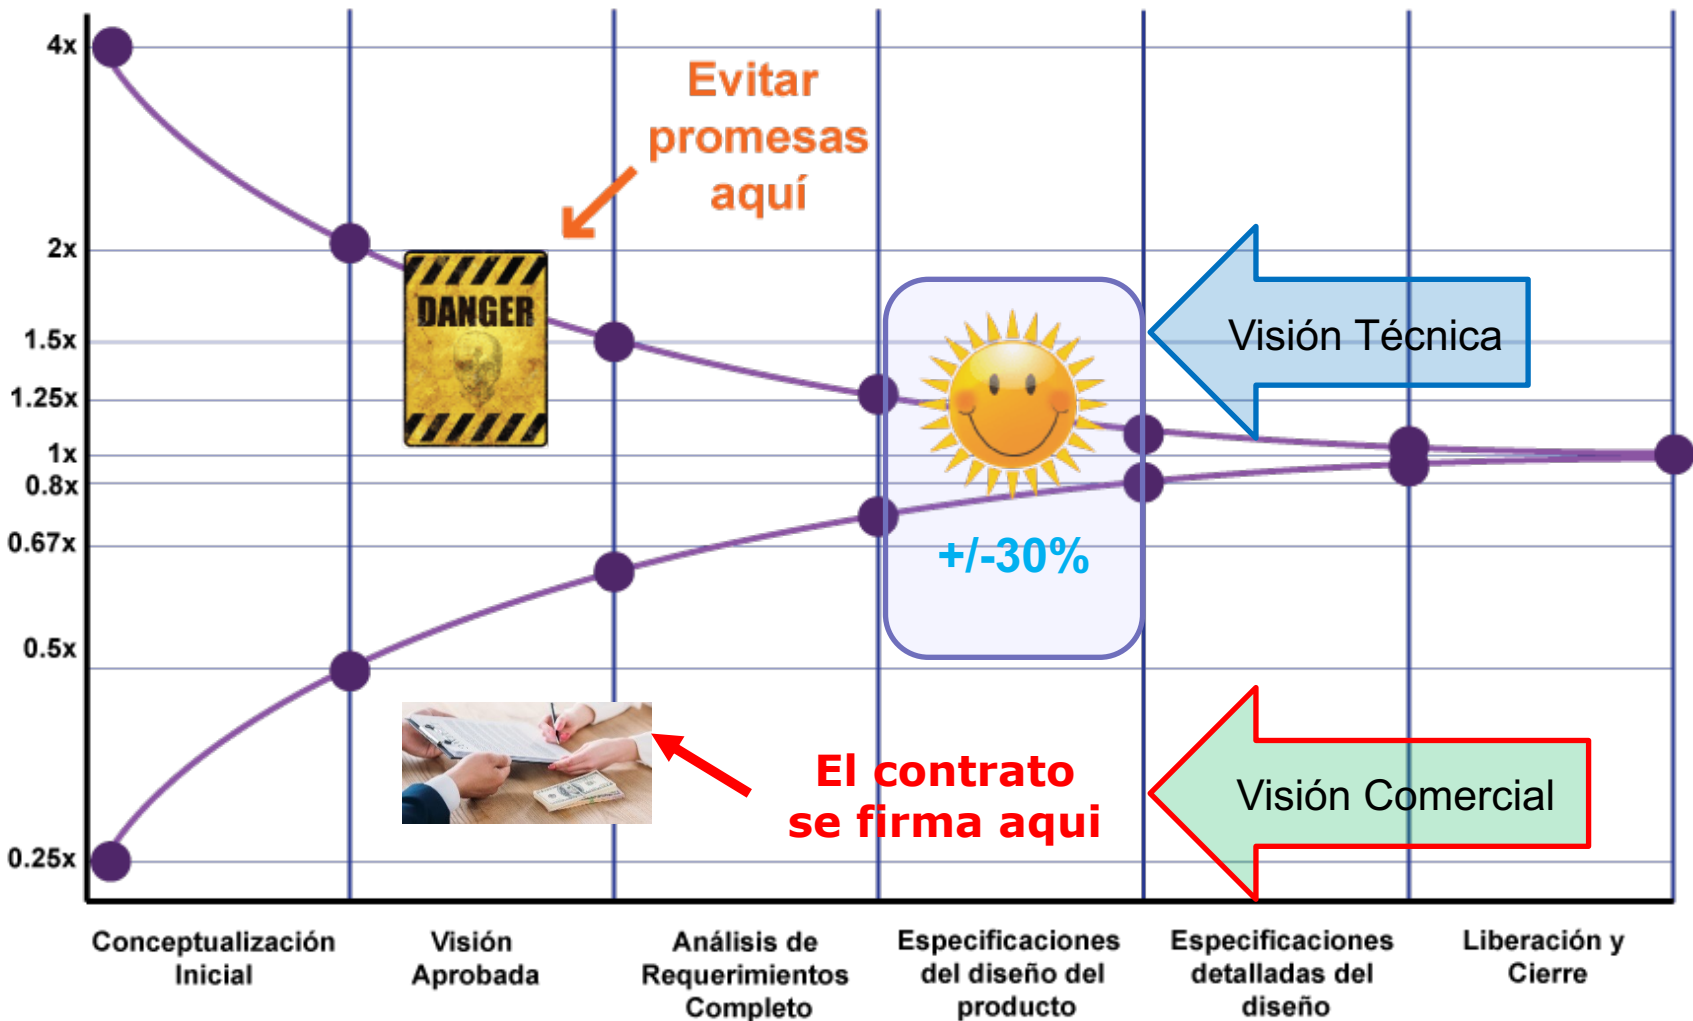 4x
2x
1.5x
1.25x
1x
0.8x
0.67x
0.5x
0.25x
Evitar
promesas
aquí
DANGER
+/-30%
Visión Técnica
El contrato
se firma aqui
Visión Comercial
Conceptualización
Inicial
Visión
Aprobada
Análisis de
Requerimientos
Completo
Especificaciones
del diseño del
producto
Especificaciones
detalladas del
diseño
Liberación y
Cierre